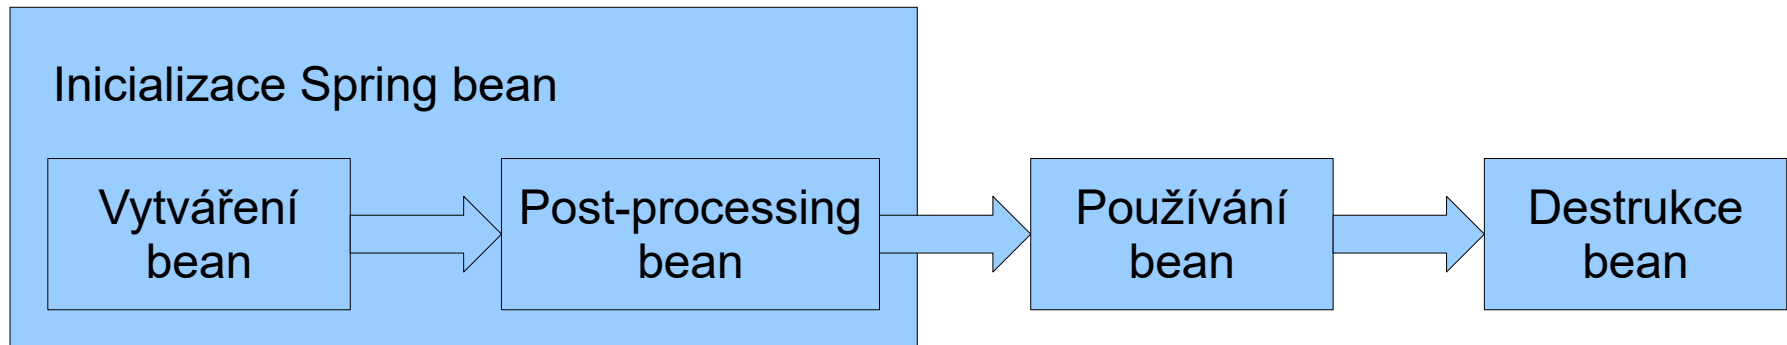 Inicializace Spring bean
Vytváření
bean
Post-processing
bean
Používání
bean
Destrukce
bean